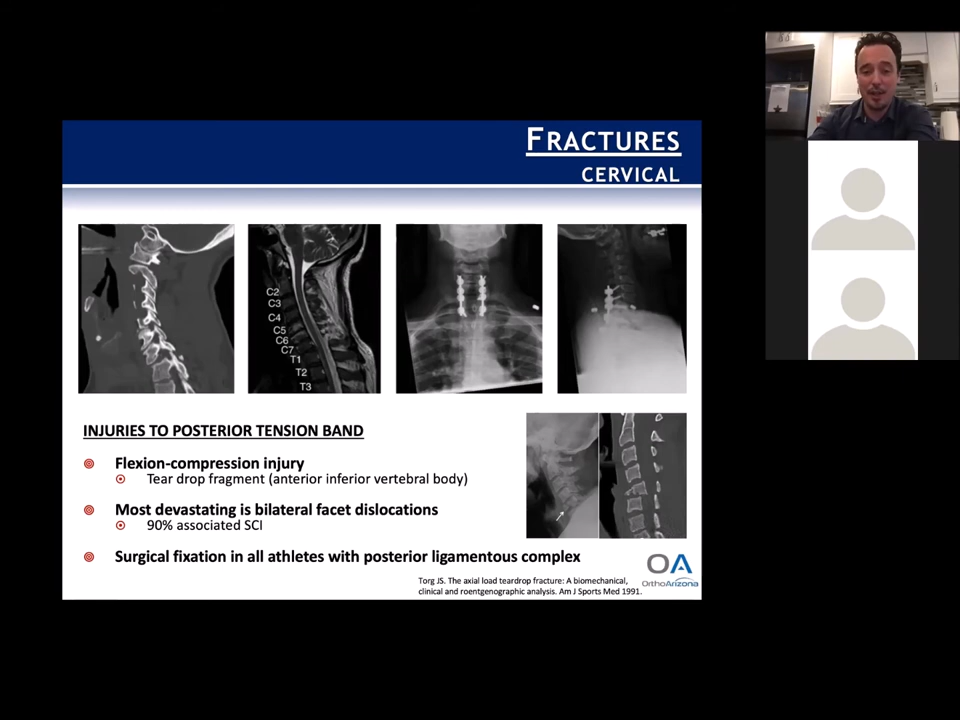 FRACTURES
CERVICAL
C2
C3
C4
C5
C6
C7
T1
T2
T3
INJURIES TO POSTERIOR TENSION BAND
Flexion-compression injury
Tear drop fragment (anterior inferior vertebral body)
Most devastating is bilateral facet dislocations
90% associated SCI
Surgical fixation in all athletes with posterior ligamentous complex
OA
OrthoArizona
Torg JS. The axial load teardrop fracture: A biomechanical,
clinical and roentgenographic analysis. Am J Sports Med 1991.